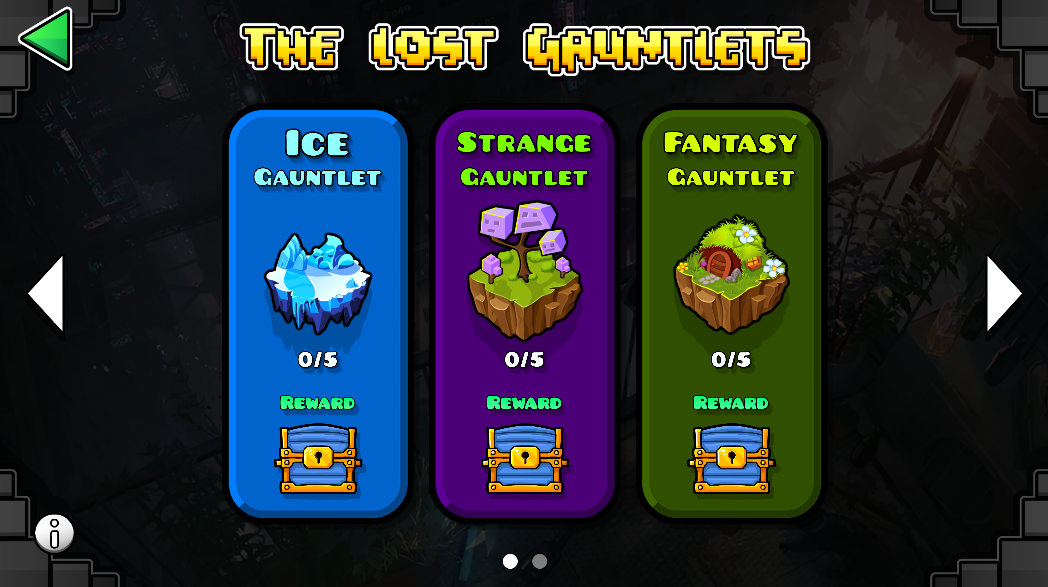 The Lost Gauntlets
Ice
Gauntlet
0/5
Reward
Strange
Gauntlet
0/5
Reward
Fantasy
Gauntlet
0/5
Reward
i